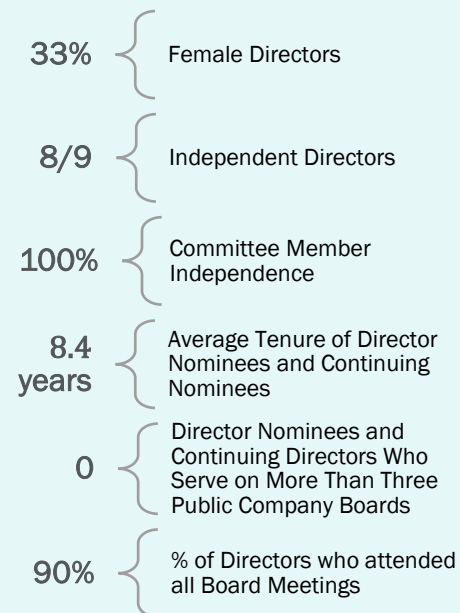 33%
Female Directors
8/9
Independent Directors
100%
Committee Member
Independence
8.4
years
Average Tenure of Director
Nominees and Continuing
Nominees
0
Director Nominees and
Continuing Directors Who
Serve on More Than Three
Public Company Boards
90%
% of Directors who attended
all Board Meetings